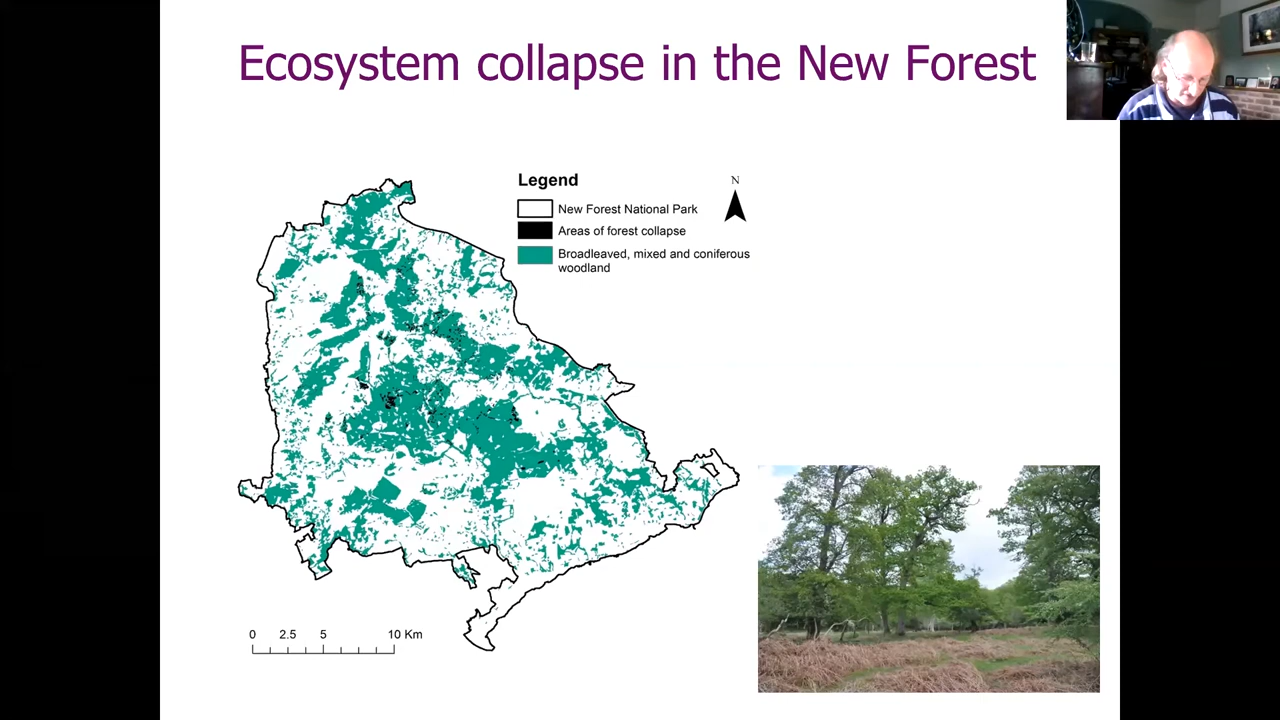 Ecosystem collapse in the New Forest
Legend
New Forest National Park
Areas of forest collapse
Broadleaved, mixed and coniferous
woodland
N
0 2.5 5 10 Km